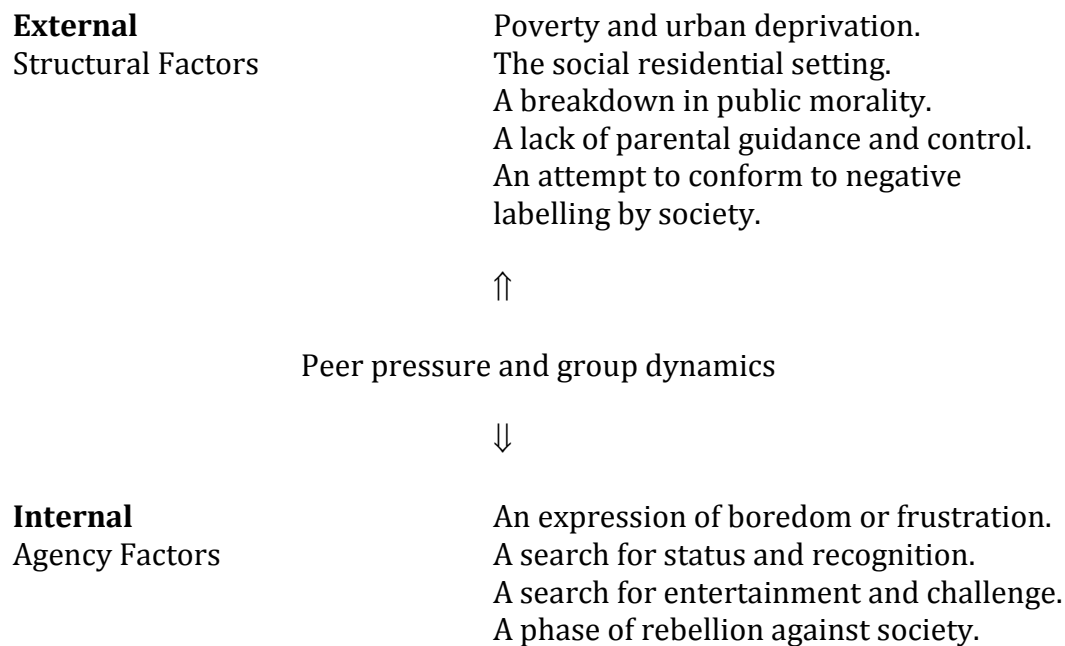 External Poverty and urban deprivation.
Structural Factors The social residential setting.
A breakdown in public morality.
A lack of parental guidance and control.
An attempt to conform to negative
labelling by society.
⇑
Peer pressure and group dynamics
⇓
Internal An expression of boredom or frustration.
Agency Factors A search for status and recognition.
A search for entertainment and challenge.
A phase of rebellion against society.